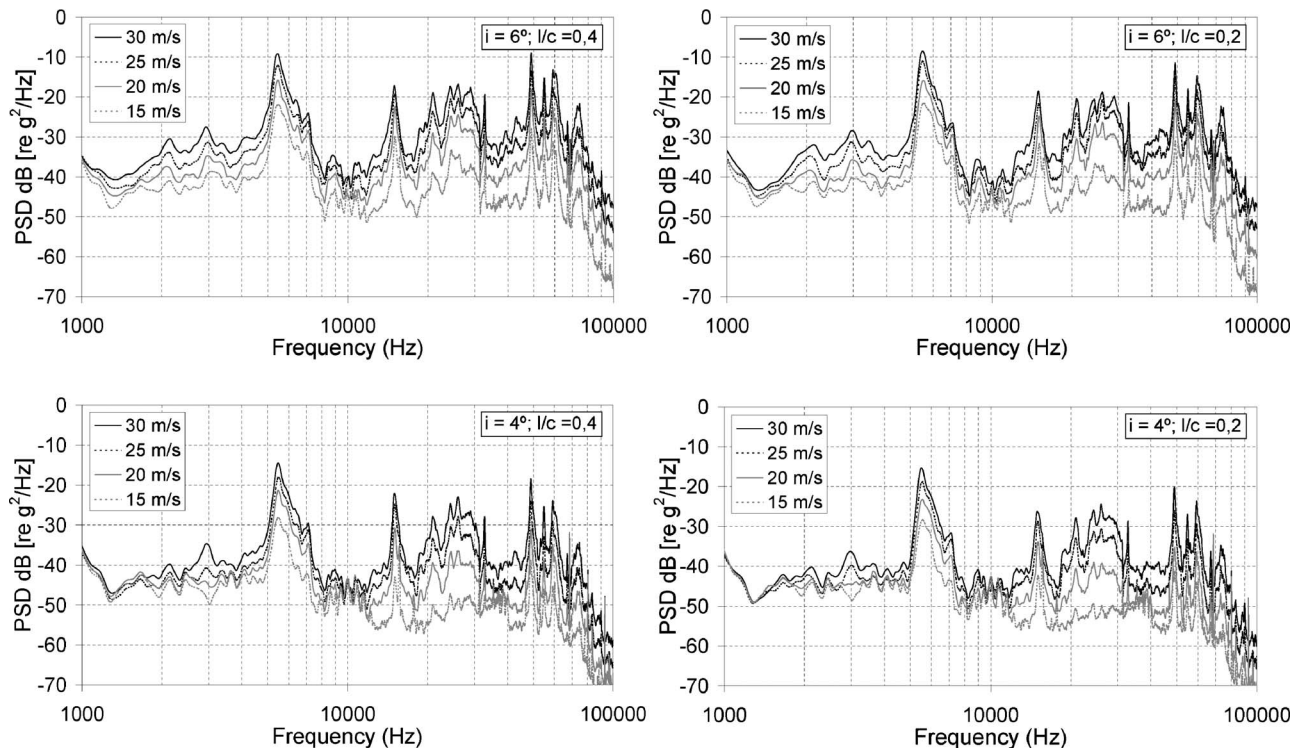 0
-10
-20
-30
-40
-50
-60
-70
PSD dB [re g²/Hz]
30 m/s
25 m/s
20 m/s
15 m/s
i = 6º; l/c=0,4
1000 10000 100000
Frequency (Hz)
0
-10
-20
-30
-40
-50
-60
-70
PSD dB [re g²/Hz]
30 m/s
25 m/s
20 m/s
15 m/s
i = 6º; l/c=0,2
1000 10000 100000
Frequency (Hz)
0
-10
-20
-30
-40
-50
-60
-70
PSD dB [re g²/Hz]
30 m/s
25 m/s
20 m/s
15 m/s
i = 4º; l/c=0,4
1000 10000 100000
Frequency (Hz)
0
-10
-20
-30
-40
-50
-60
-70
PSD dB [re g²/Hz]
30 m/s
25 m/s
20 m/s
15 m/s
i = 4º; l/c=0,2
1000 10000 100000
Frequency (Hz)